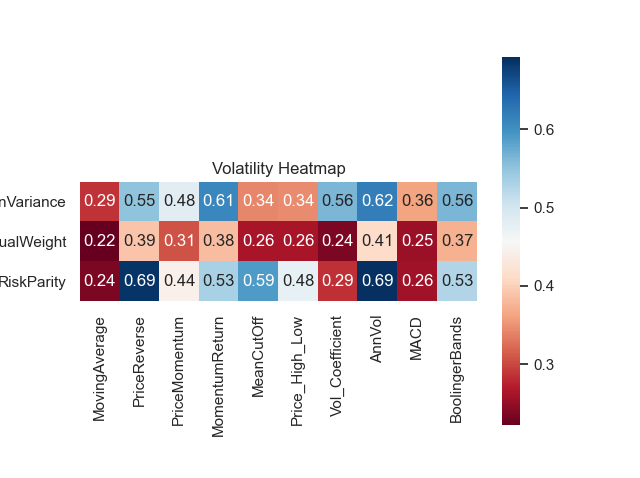 Volatility Heatmap
nVariance 0.29 0.55 0.48 0.61 0.34 0.34 0.56 0.62 0.36 0.56
ualWeight 0.22 0.39 0.31 0.38 0.26 0.26 0.24 0.41 0.25 0.37
RiskParity 0.24 0.69 0.44 0.53 0.59 0.48 0.29 0.69 0.26 0.53
MovingAverage
PriceReverse
PriceMomentum
MomentumReturn
MeanCutOff
Price_High_Low
Vol_Coefficient
AnnVol
MACD
BoolingerBands
0.6
0.5
0.4
0.3